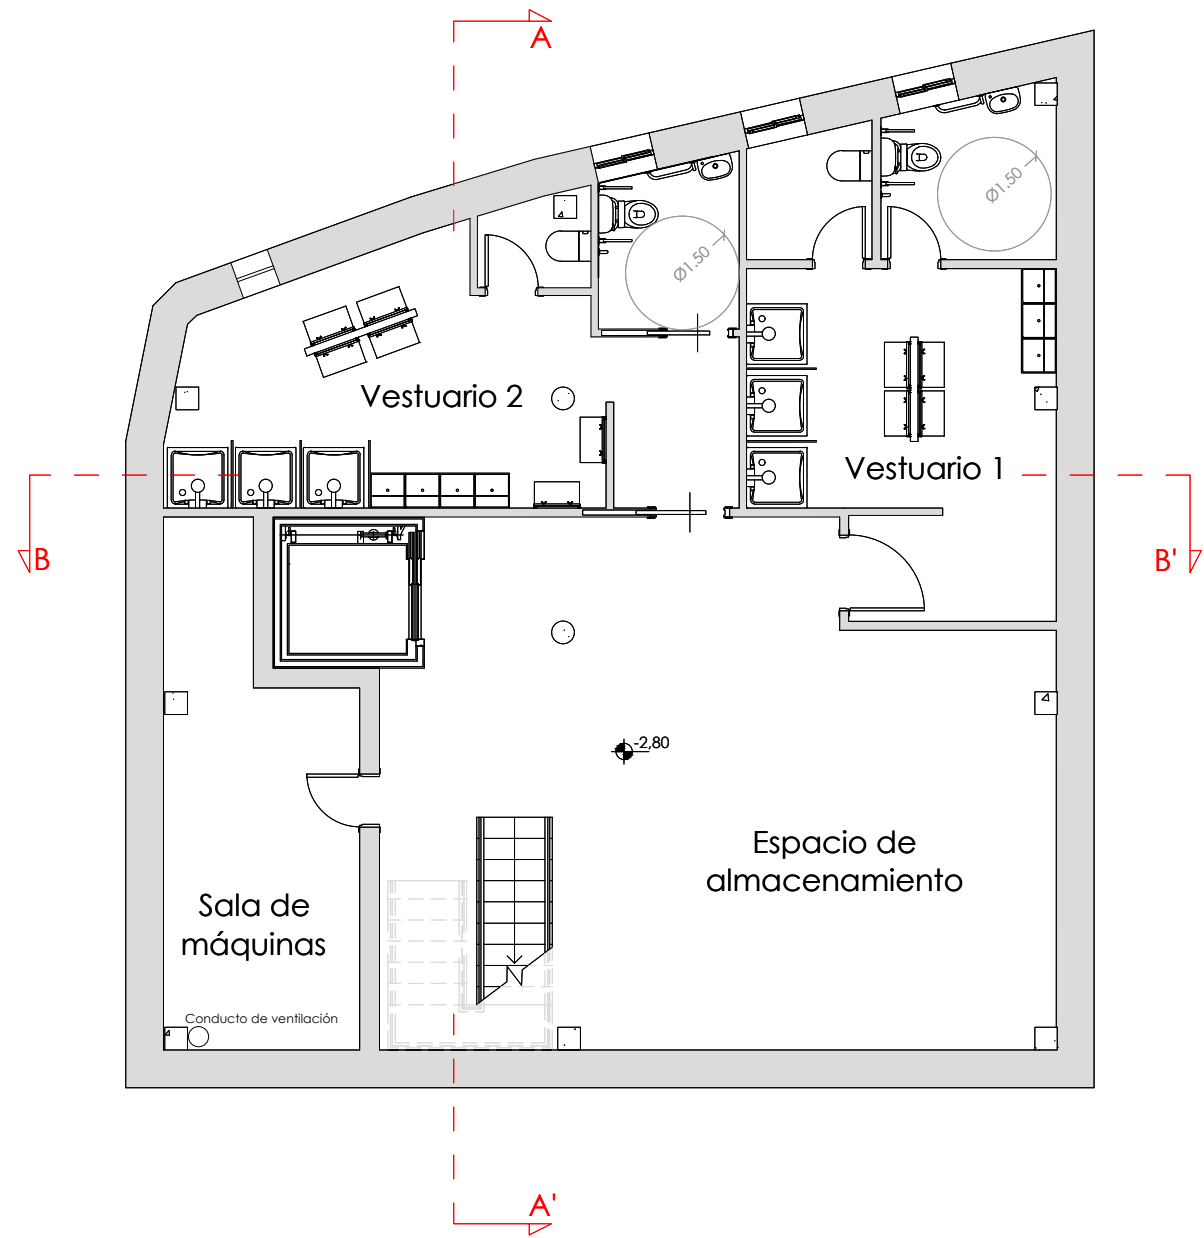 A
Ø1.50
Ø1.50
Vestuario 2
Vestuario 1
B
B'
-2,80
Espacio de
almacenamiento
Sala de
máquinas
Conducto de ventilación
A'